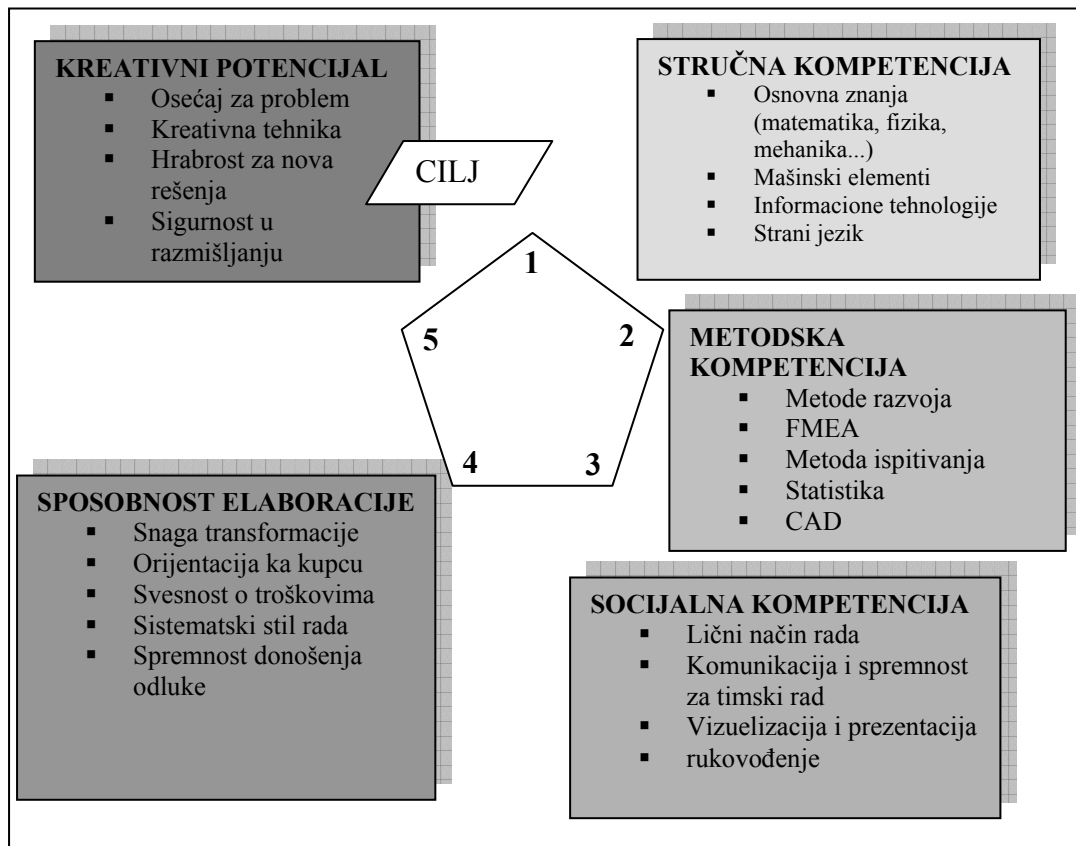 KREATIVNI POTENCIJAL
▪ Osećaj za problem
▪ Kreativna tehnika
▪ Hrabrost za nova
rešenja
▪ Sigurnost u
razmišljanju
CILJ
STRUČNA KOMPETENCIJA
▪ Osnovna znanja
(matematika, fizika,
mehanika...)
▪ Mašinski elementi
▪ Informacione tehnologije
▪ Strani jezik
1
2
3
4
5
METODSKA
KOMPETENCIJA
▪ Metode razvoja
▪ FMEA
▪ Metoda ispitivanja
▪ Statistika
▪ CAD
SOCIJALNA KOMPETENCIJA
▪ Lični način rada
▪ Komunikacija i spremnost
za timski rad
▪ Vizuelizacija i prezentacija
▪ rukovođenje
SPOSOBNOST ELABORACIJE
▪ Snaga transformacije
▪ Orijentacija ka kupcu
▪ Svesnost o troškovima
▪ Sistematski stil rada
▪ Spremnost donošenja
odluke